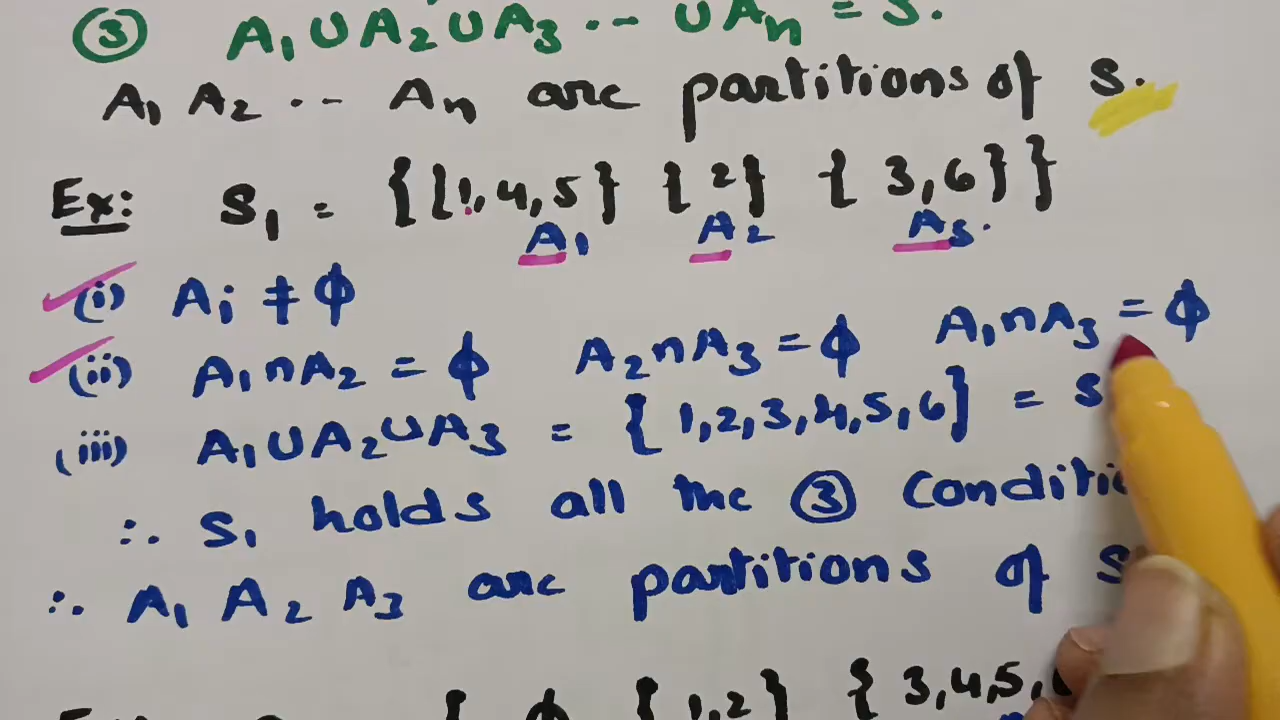 ③ A₁ ∪ A₂ ∪ A₃ ... ∪ Aₙ = S.
A₁ A₂ ... Aₙ are partitions of S.
Ex: S₁ = {{1,4,5} {2} {3,6}}
A₁ A₂ A₃.
(i) Ai ≠ ϕ
(ii) A₁∩A₂ = ϕ A₂∩A₃ = ϕ A₁∩A₃ = ϕ
(iii) A₁∪A₂∪A₃ = {1,2,3,4,5,6} = S
∴ S₁ holds all the ③
∴ A₁ A₂ A₃ are partitions of S
{ ϕ {1,2} {3,4,5,